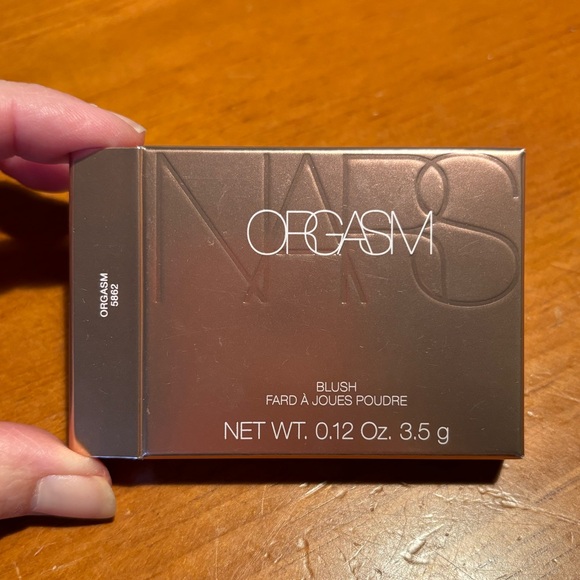 NARS
ORGASM
BLUSH
FARD À JOUES POUDRE
NET WT. 0.12 Oz. 3.5 g
ORGASM
5862